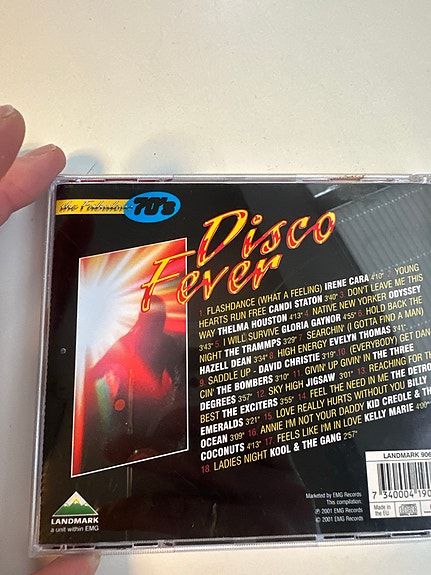 the Fabulous 70's
Disco
Fever
1. FLASHDANCE (WHAT A FEELING) IRENE CARA 4'10" 2. YOUNG
HEARTS RUN FREE CANDI STATON 3'40" 3. DON'T LEAVE ME THIS
WAY THELMA HOUSTON 4'13" 4. NATIVE NEW YORKER ODYSSEY
3'43" 5. I WILL SURVIVE GLORIA GAYNOR 4'55" 6. HOLD BACK THE
NIGHT THE TRAMMPS 3'29" 7. SEARCHIN' (I GOTTA FIND A MAN)
HAZELL DEAN 3'34" 8. HIGH ENERGY EVELYN THOMAS 3'41"
9. SADDLE UP - DAVID CHRISTIE 3'19" 10. (EVERYBODY) GET DAN-
CIN' THE BOMBERS 3'10" 11. GIVIN' UP GIVIN' IN THE THREE
DEGREES 3'57" 12. SKY HIGH JIGSAW 3'01" 13. REACHING FOR THE
BEST THE EXCITERS 3'55" 14. FEEL THE NEED IN ME THE DETROIT
EMERALDS 3'21" 15. LOVE REALLY HURTS WITHOUT YOU BILLY
OCEAN 3'09" 16. ANNIE I'M NOT YOUR DADDY KID CREOLE & THE
COCONUTS 4'13" 17. FEELS LIKE I'M IN LOVE KELLY MARIE 4'00"
18. LADIES NIGHT KOOL & THE GANG 2'57"
LANDMARK 906
7 340004 190
Marketed by EMG Records
This compilation.
℗ 2001 EMG Records
© 2001 EMG Records
Made in
the EU.
LANDMARK
a unit within EMG